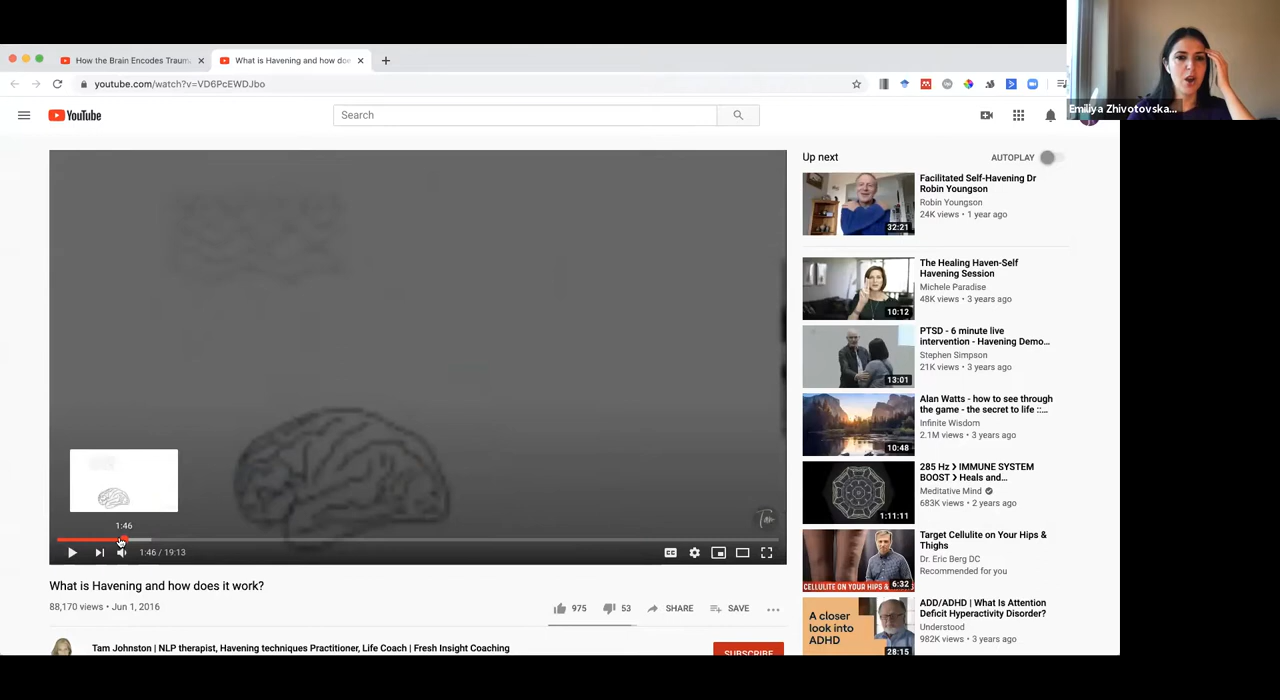 How the Brain Encodes Traum
What is Havening and how doe
youtube.com/watch?v=VD6PcEWDJbo
Emiliya Zhivotovska...
YouTube
Search
Up next
AUTOPLAY
Facilitated Self-Havening Dr
Robin Youngson
Robin Youngson
24K views • 1 year ago
32:21
The Healing Haven-Self
Havening Session
Michele Paradise
48K views • 3 years ago
10:12
PTSD - 6 minute live
intervention - Havening Demo...
Stephen Simpson
21K views • 3 years ago
13:01
Alan Watts - how to see through
the game - the secret to life ::...
Infinite Wisdom
2.1M views • 3 years ago
10:48
285 Hz ❯ IMMUNE SYSTEM
BOOST ❯ Heals and...
Meditative Mind
683K views • 2 years ago
1:11:11
Target Cellulite on Your Hips &
Thighs
Dr. Eric Berg DC
Recommended for you
CELLULITE ON YOUR HIPS &
6:32
ADD/ADHD | What Is Attention
Deficit Hyperactivity Disorder?
Understood
982K views • 3 years ago
A closer
look into
ADHD
28:15
1:46
1:46 / 19:13
CC
What is Havening and how does it work?
88,170 views • Jun 1, 2016
975
53
SHARE
SAVE
Tam Johnston | NLP therapist, Havening techniques Practitioner, Life Coach | Fresh Insight Coaching
SUBSCRIBE